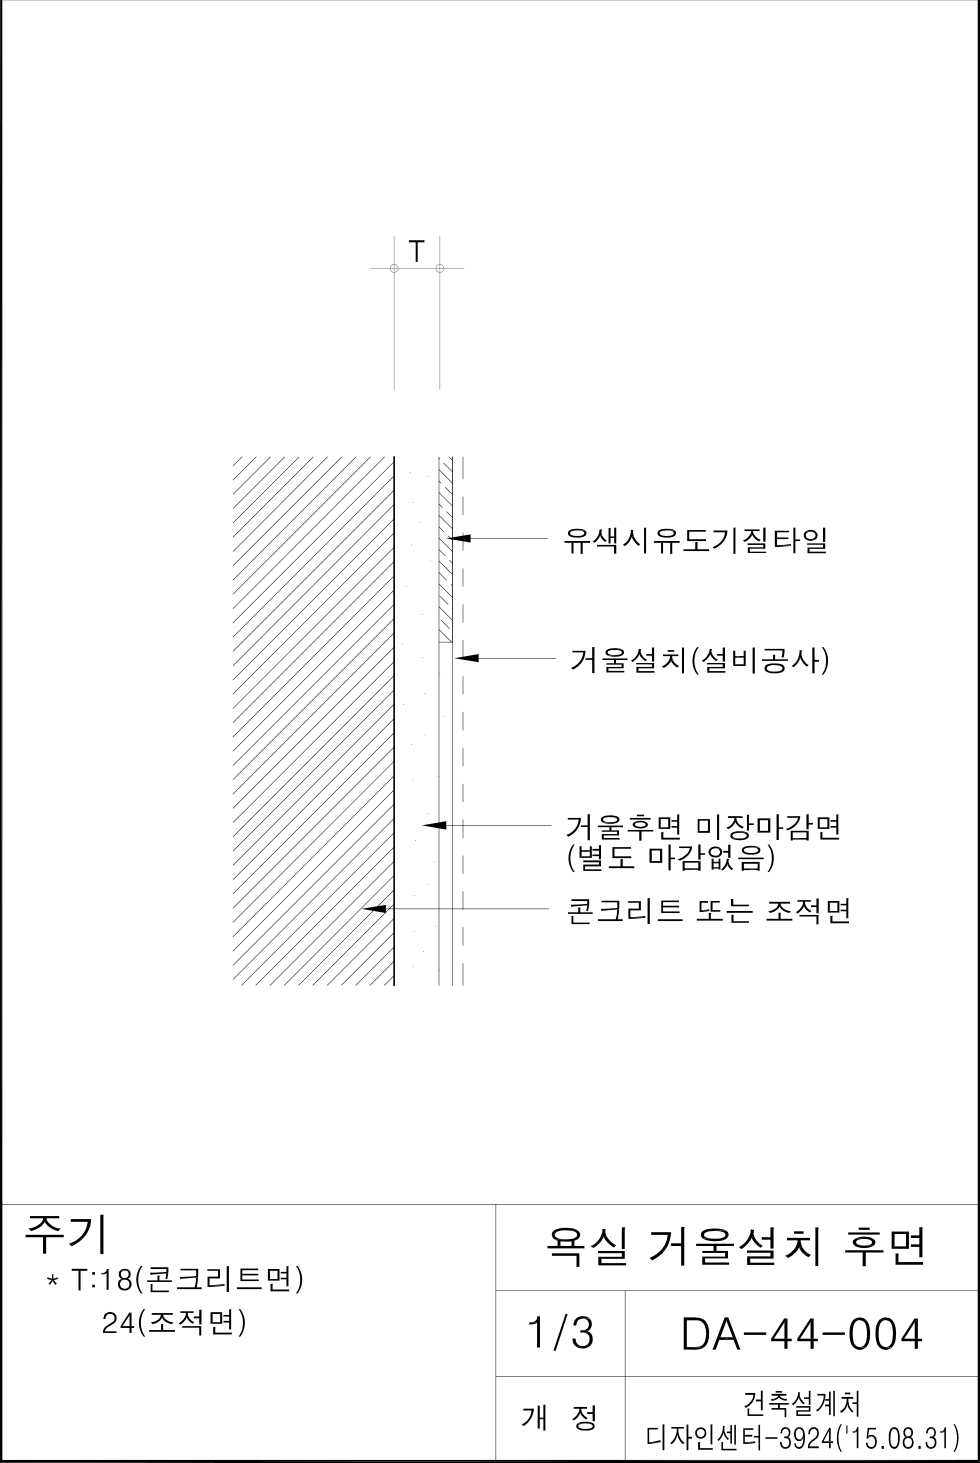 T
유색시유도기질타일
거울설치(설비공사)
거울후면 미장마감면
(별도 마감없음)
콘크리트 또는 조적면
주기
* T:18(콘크리트면)
24(조적면)
욕실 거울설치 후면
1/3
DA-44-004
개 정
건축설계처
디자인센터-3924('15.08.31)